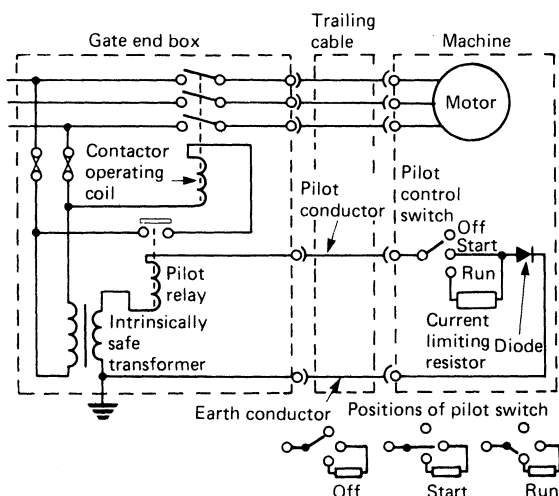 Gate end box
Trailing
cable
Machine
Motor
Contactor
operating
coil
Pilot
conductor
Pilot
control
switch
Off
Start
Run
Pilot
relay
Intrinsically
safe
transformer
Current
limiting
resistor
Diode
Earth conductor
Positions of pilot switch
Off
Start
Run